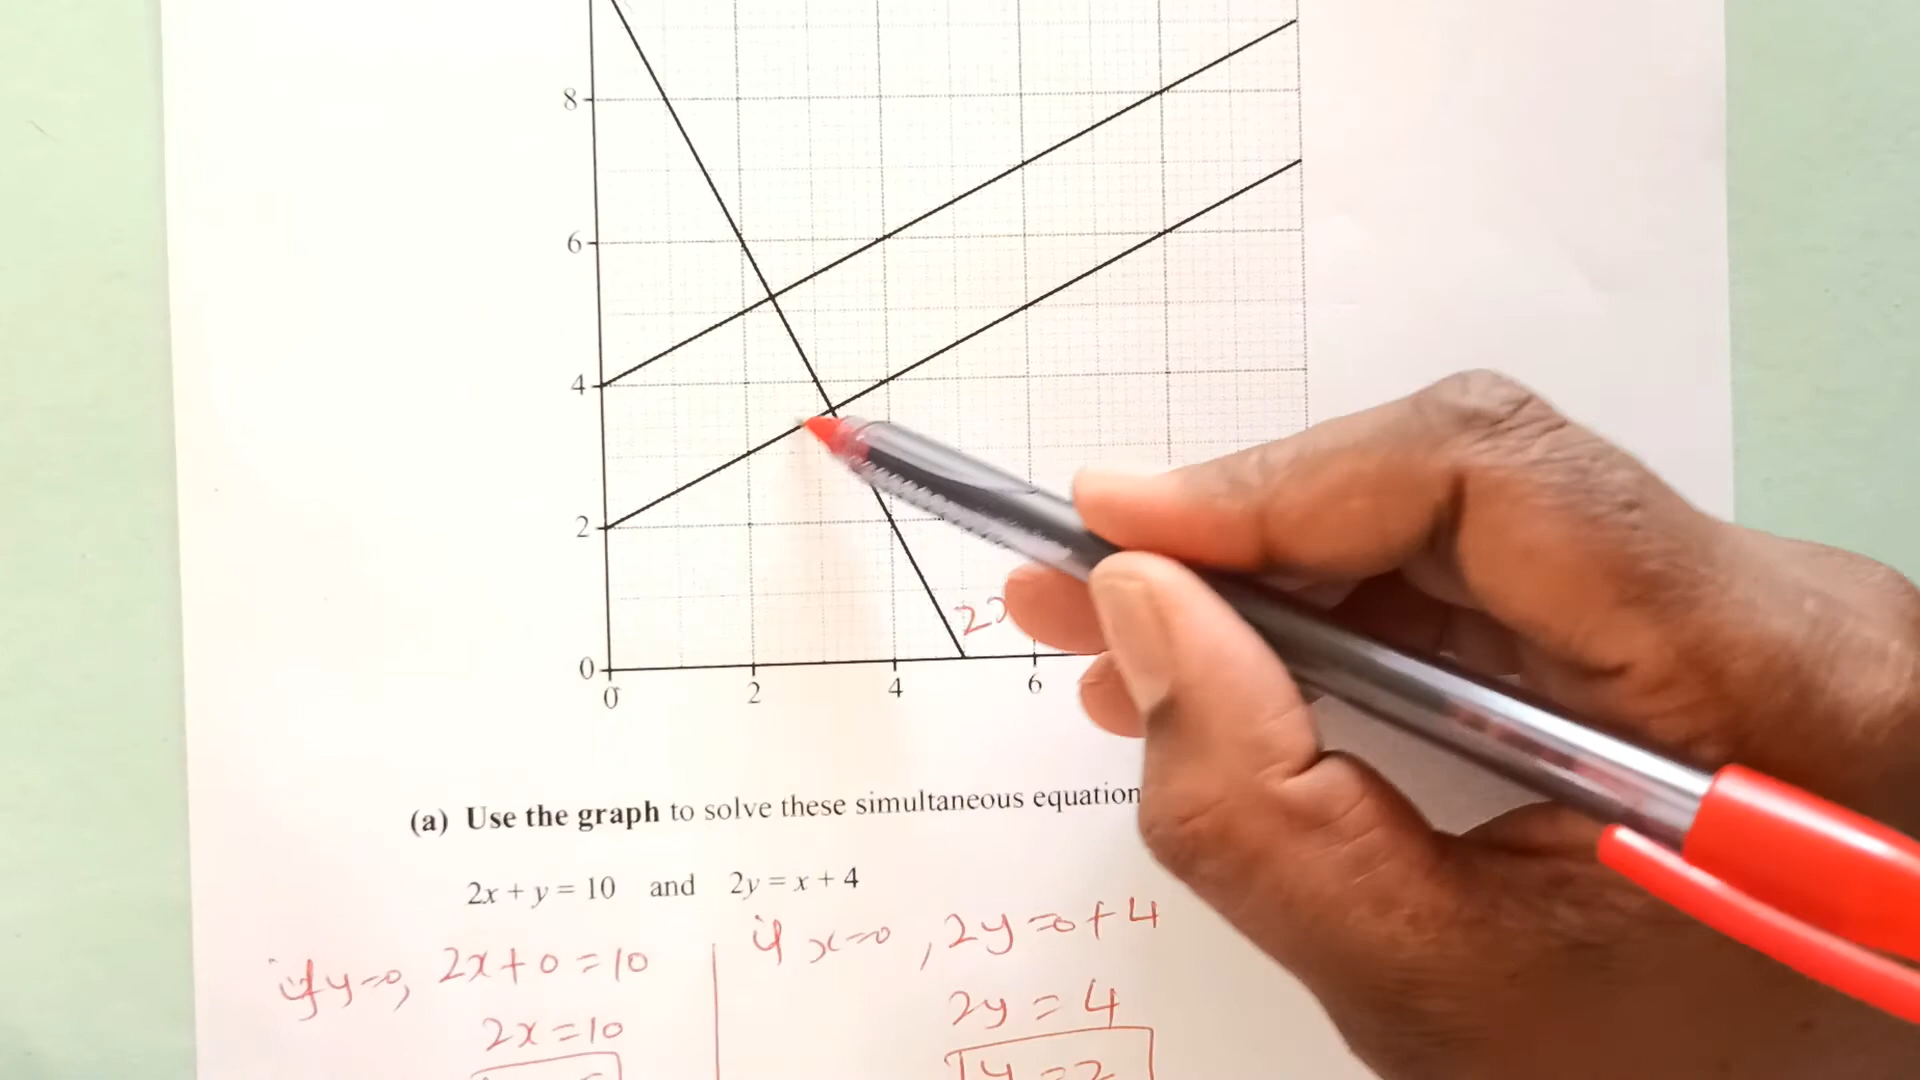 8
6
4
2
0
0 2 4 6
2x
(a) Use the graph to solve these simultaneous equation
2x + y = 10 and 2y = x + 4
if y=0, 2x+0=10
if x=0, 2y=0+4
2x=10
2y=4
y=2